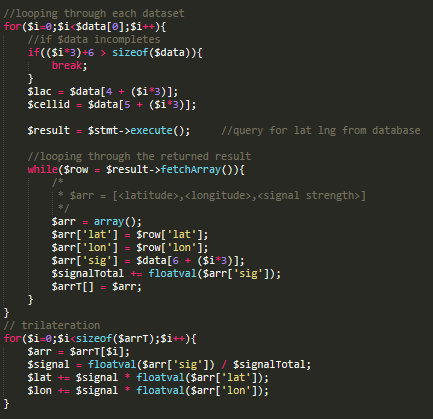 //looping through each dataset
for($i=0;$i<$data[0];$i++){
//if $data incompletes
if(($i*3)+6 > sizeof($data)){
break;
}
$lac = $data[4 + ($i*3)];
$cellid = $data[5 + ($i*3)];
$result = $stmt->execute(); //query for lat lng from database
//looping through the returned result
while($row = $result->fetchArray()){
/*
* $arr = [<latitude>,<longitude>,<signal strength>]
*/
$arr = array();
$arr['lat'] = $row['lat'];
$arr['lon'] = $row['lon'];
$arr['sig'] = $data[6 + ($i*3)];
$signalTotal += floatval($arr['sig']);
$arrT[] = $arr;
}
}
// trilateration
for($i=0;$i<sizeof($arrT);$i++){
$arr = $arrT[$i];
$signal = floatval($arr['sig']) / $signalTotal;
$lat += $signal * floatval($arr['lat']);
$lon += $signal * floatval($arr['lon']);
}